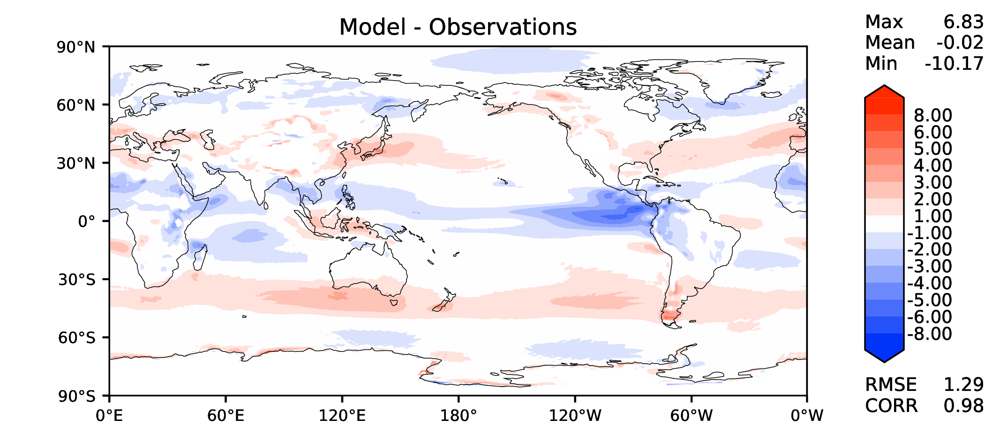 Model - Observations
Max 6.83
Mean -0.02
Min -10.17
90°N
60°N
30°N
0°
30°S
60°S
90°S
0°E 60°E 120°E 180° 120°W 60°W 0°W
8.00
6.00
5.00
4.00
3.00
2.00
1.00
-1.00
-2.00
-3.00
-4.00
-5.00
-6.00
-8.00
RMSE 1.29
CORR 0.98